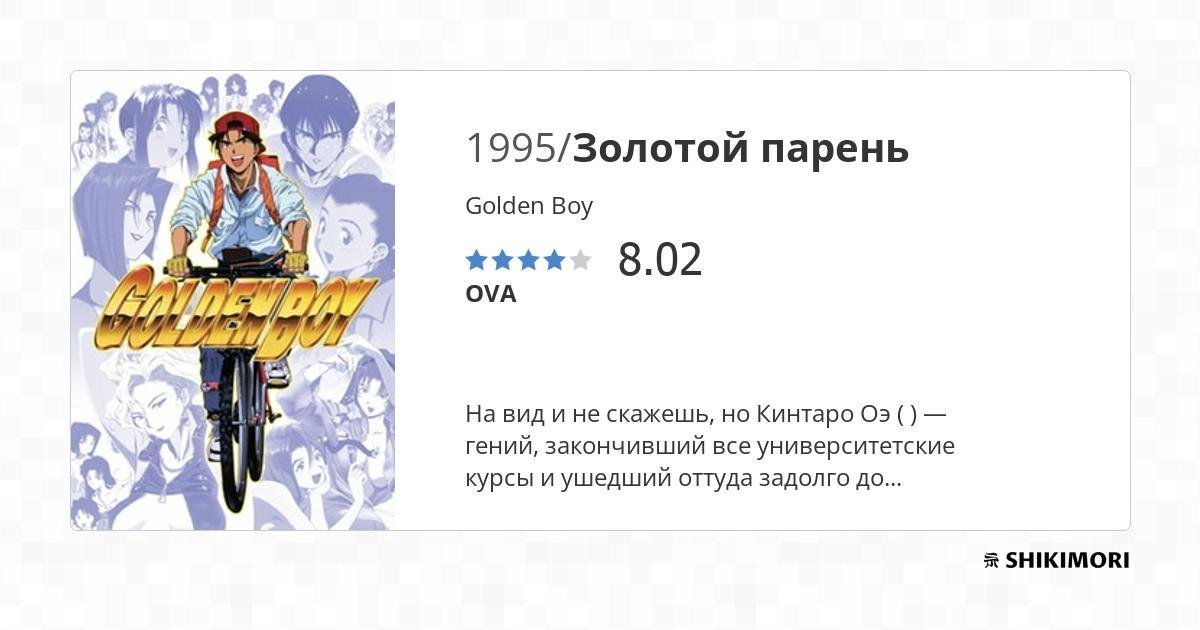 GOLDEN BOY
1995/Золотой парень
Golden Boy
8.02
OVA
На вид и не скажешь, но Кинтаро Оэ ( ) —
гений, закончивший все университетские
курсы и ушедший оттуда задолго до...
SHIKIMORI